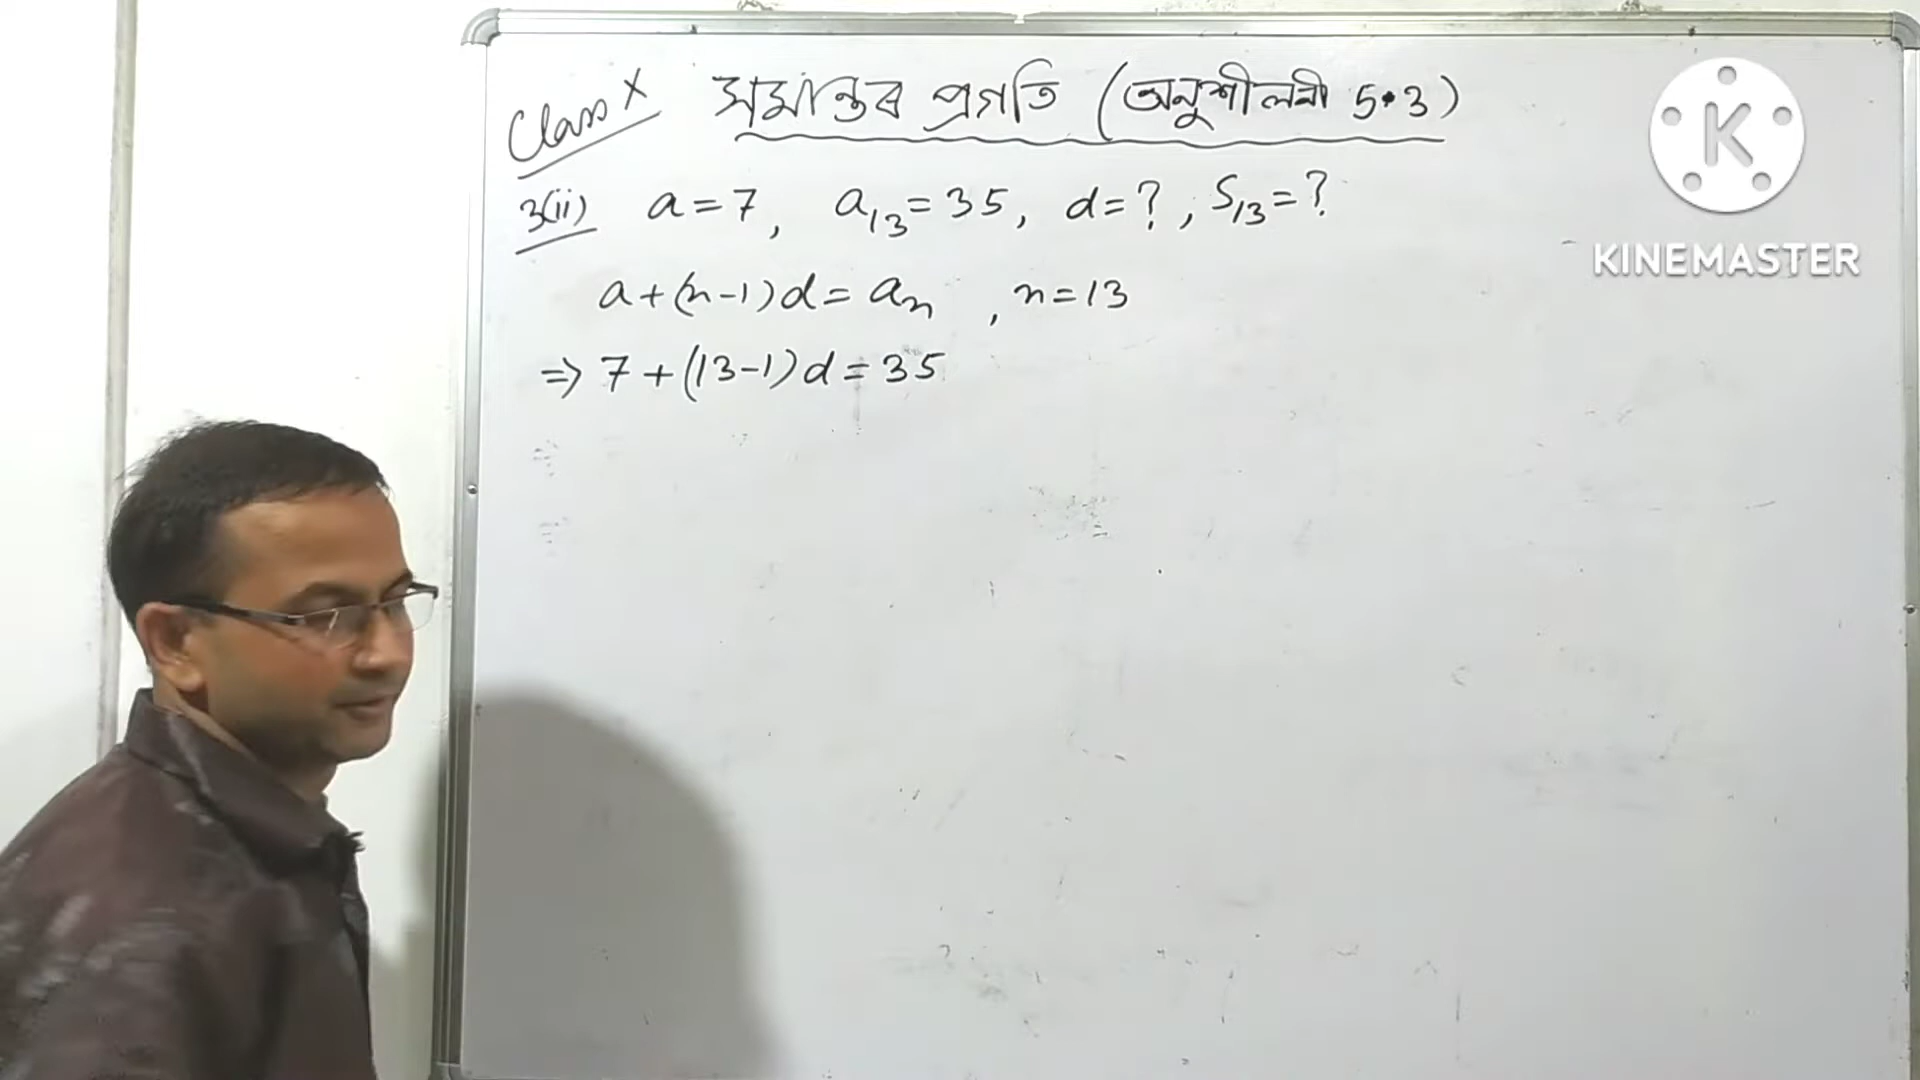 Class X সমান্তৰ প্ৰগতি (অনুশীলনী 5.3)
3(ii) a=7, a₁₃=35, d=?, S₁₃=?
a+(n-1)d=aₙ , n=13
⇒ 7+(13-1)d=35
K
KINEMASTER